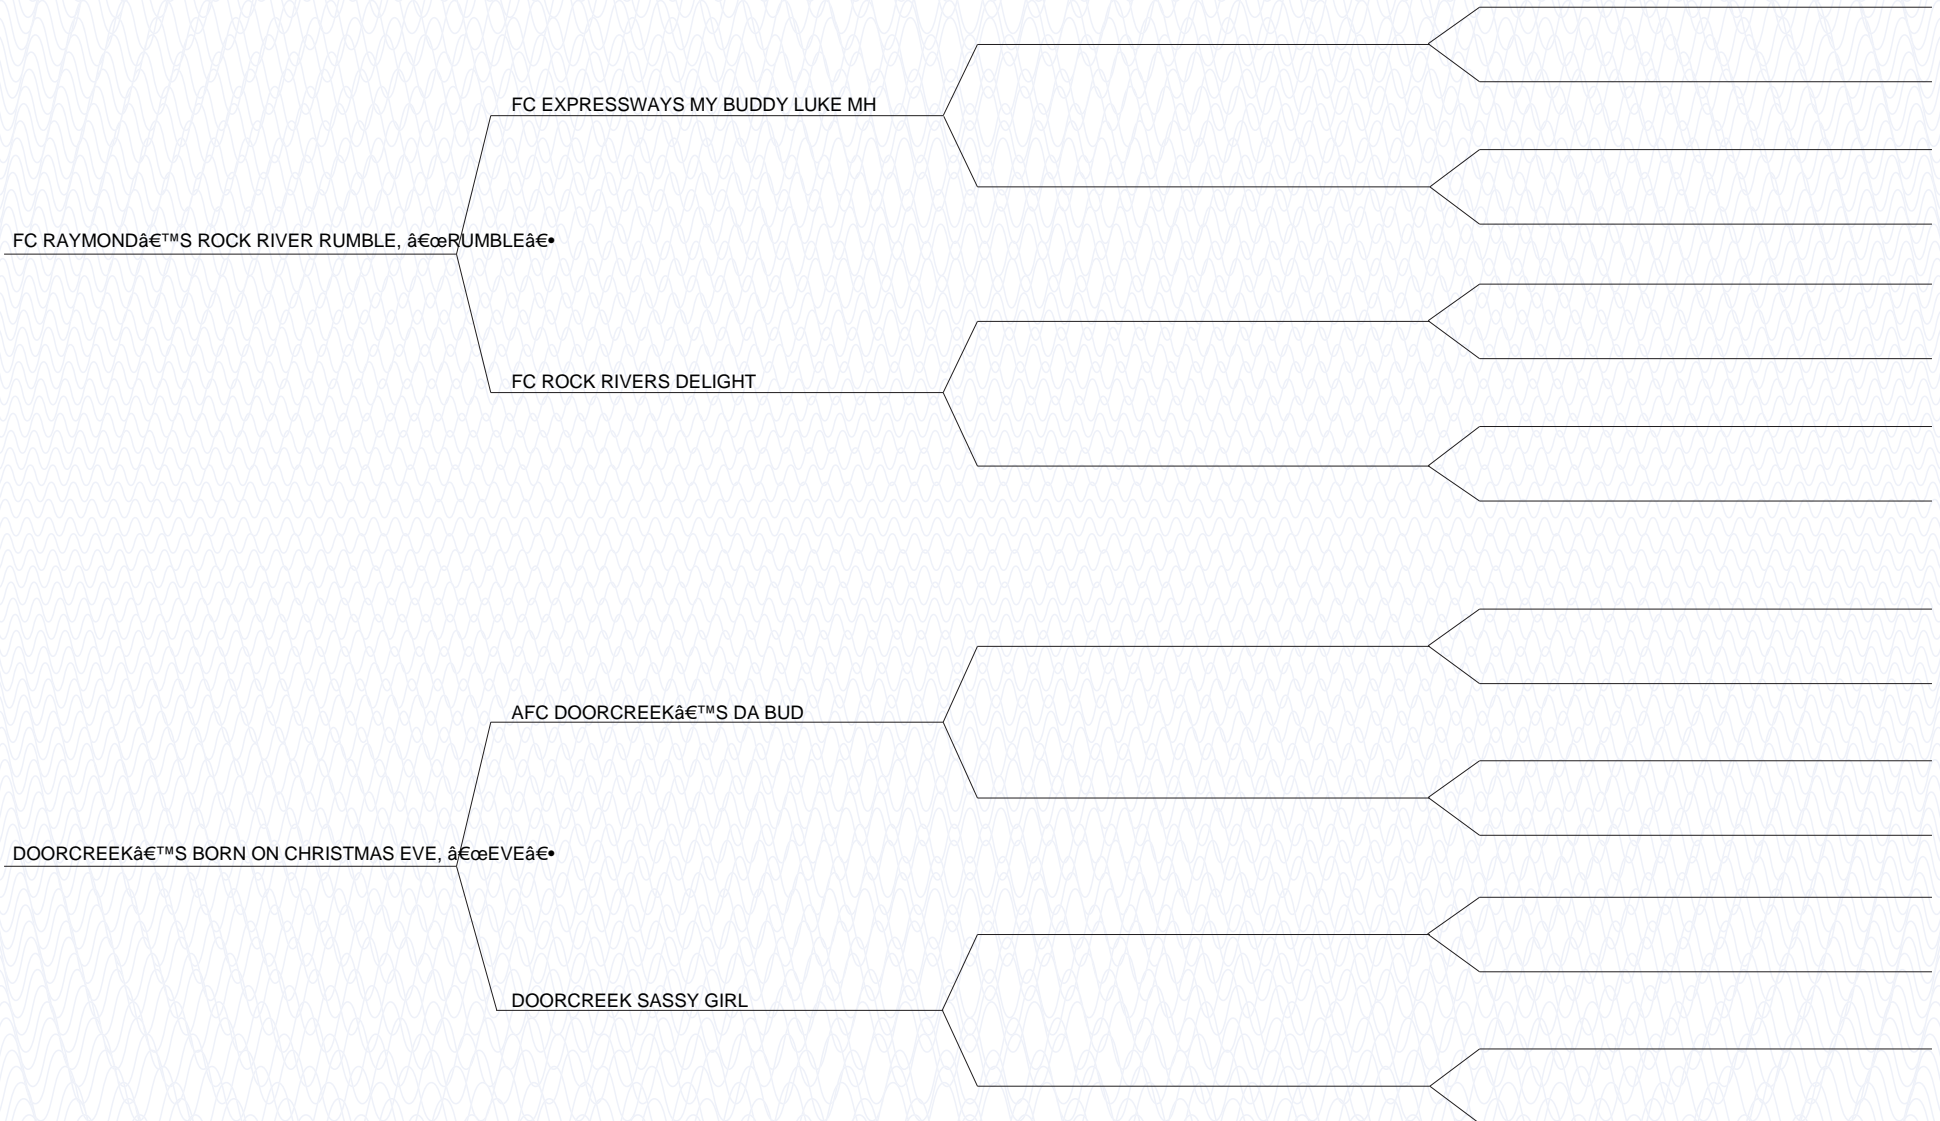 FC EXPRESSWAYS MY BUDDY LUKE MH
FC RAYMONDâ€™S ROCK RIVER RUMBLE, â€œRUMBLEâ€•
FC ROCK RIVERS DELIGHT
AFC DOORCREEKâ€™S DA BUD
DOORCREEKâ€™S BORN ON CHRISTMAS EVE, â€œEVEâ€•
DOORCREEK SASSY GIRL